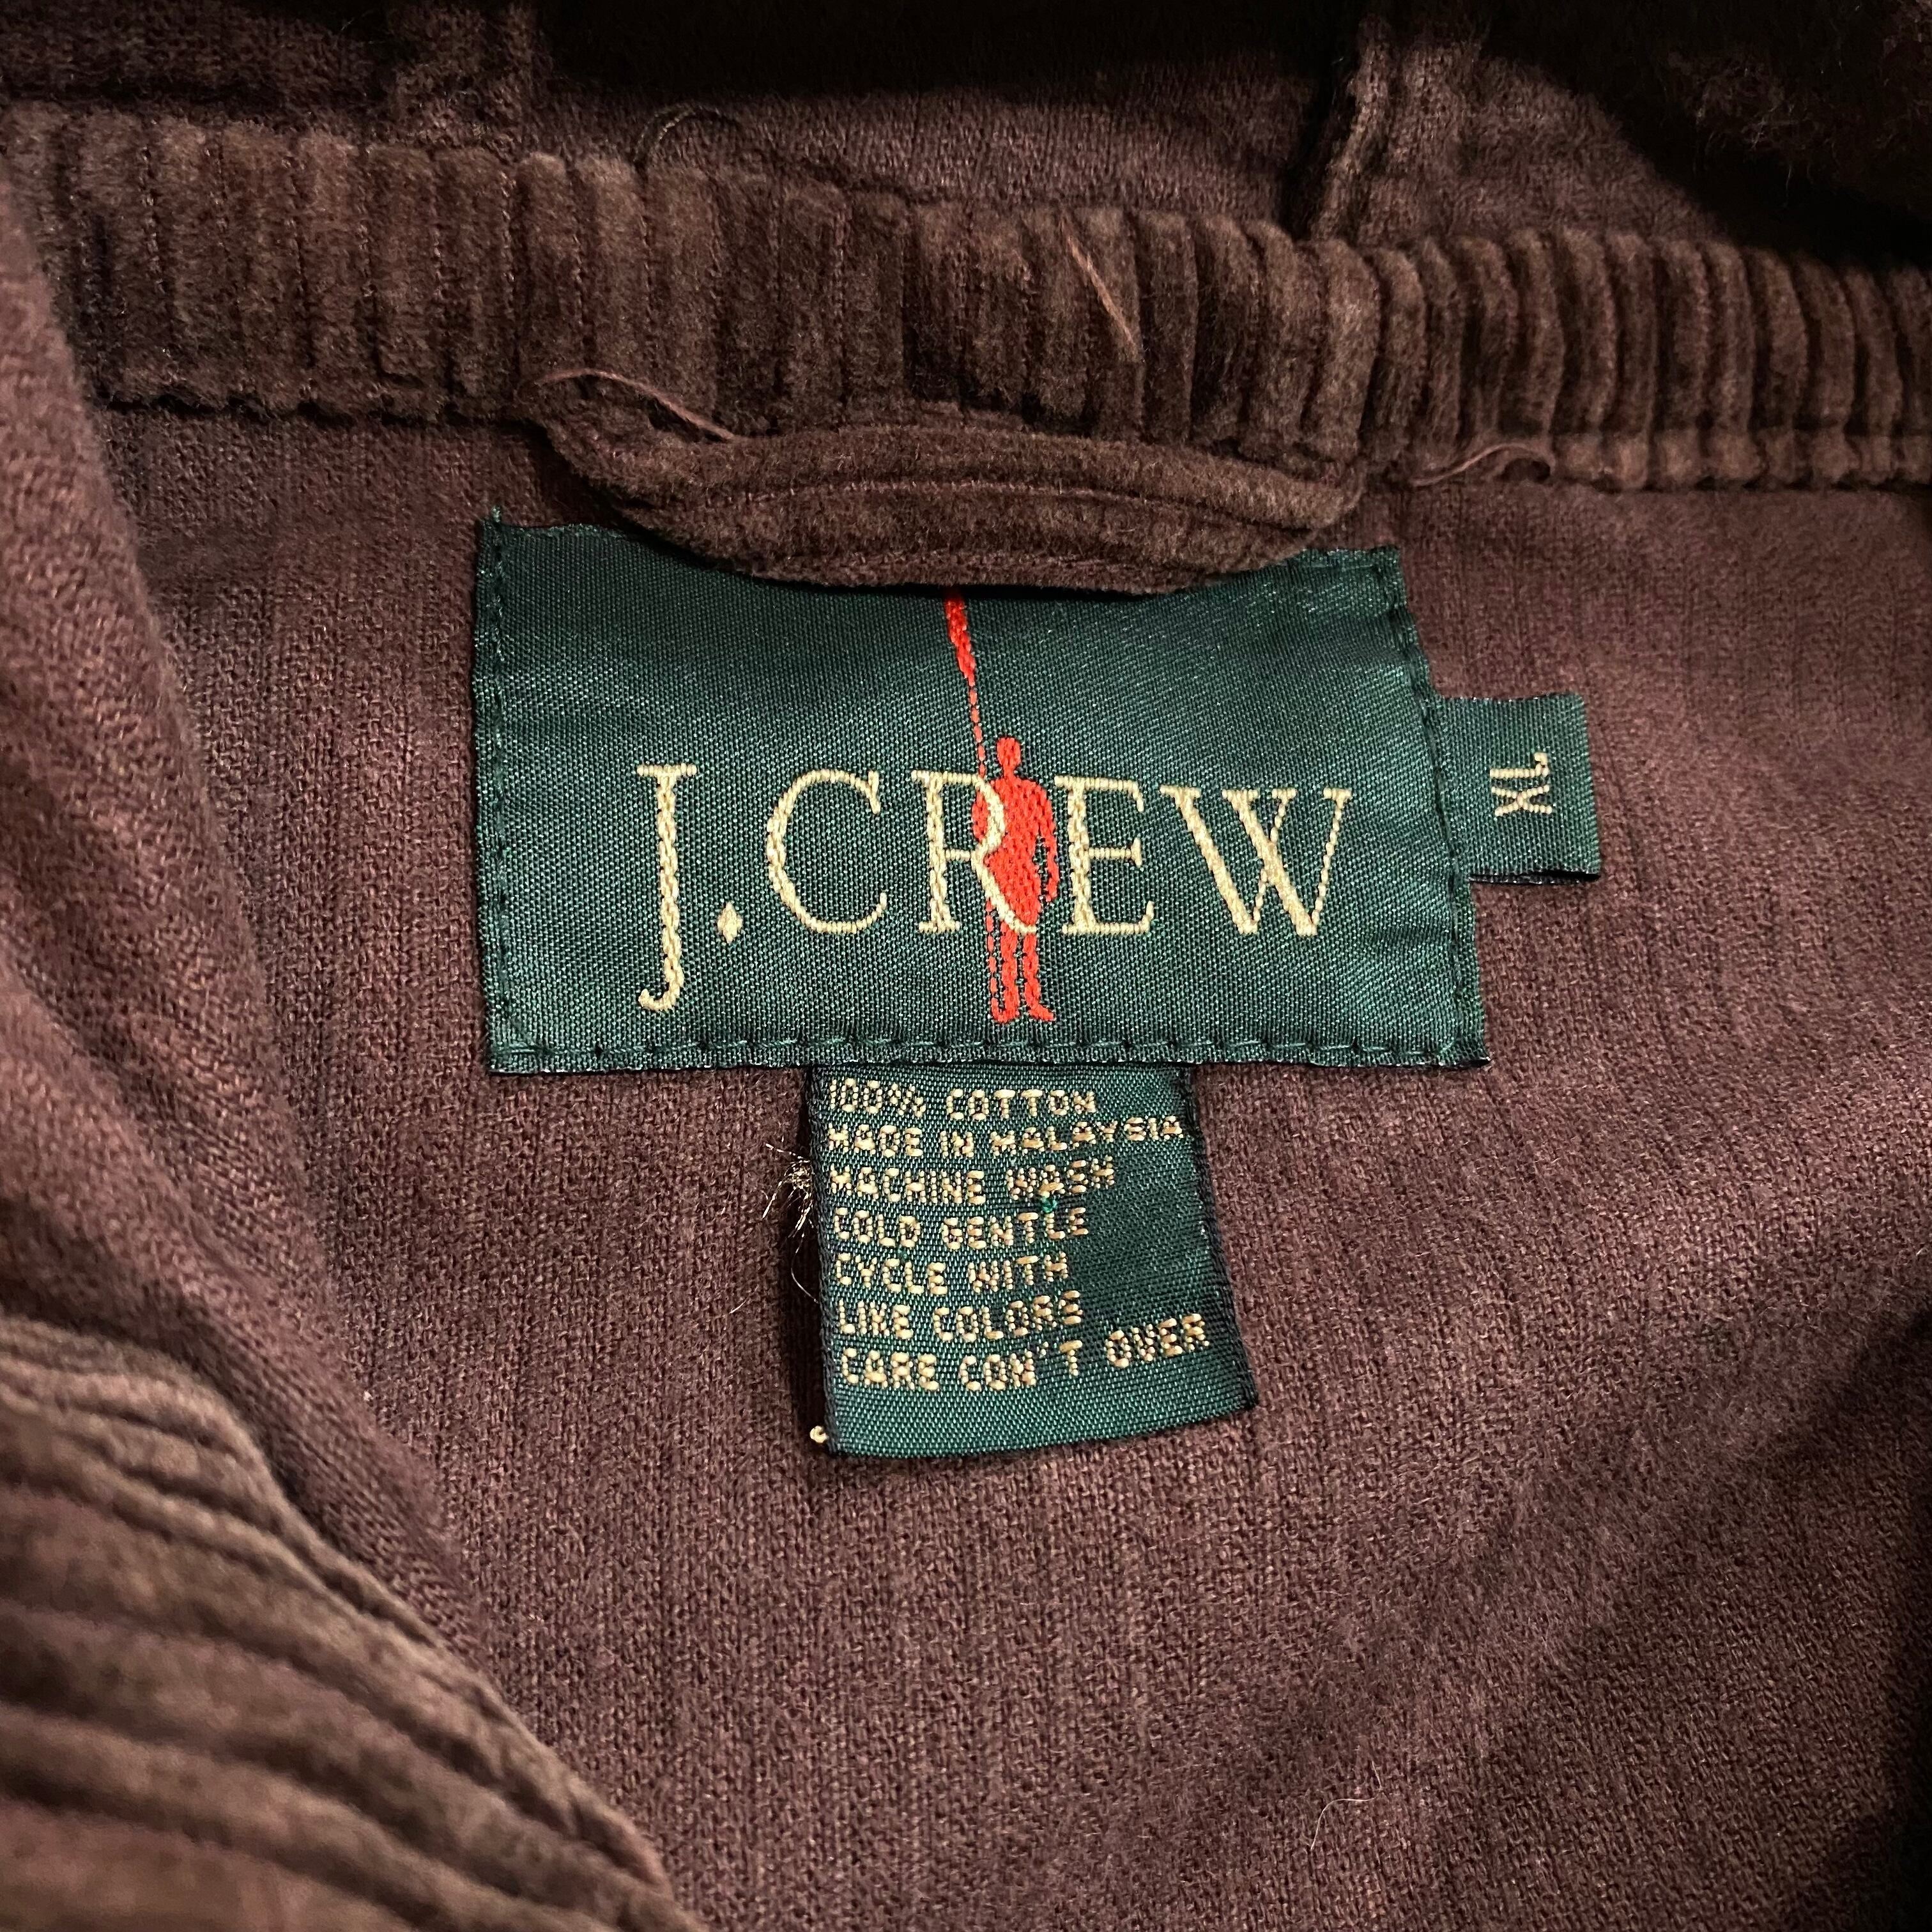 J.CREW
XL
100% COTTON
MADE IN MALAYSIA
MACHINE WASH
COLD GENTLE
CYCLE WITH
LIKE COLORS
CARE CON'T OVER